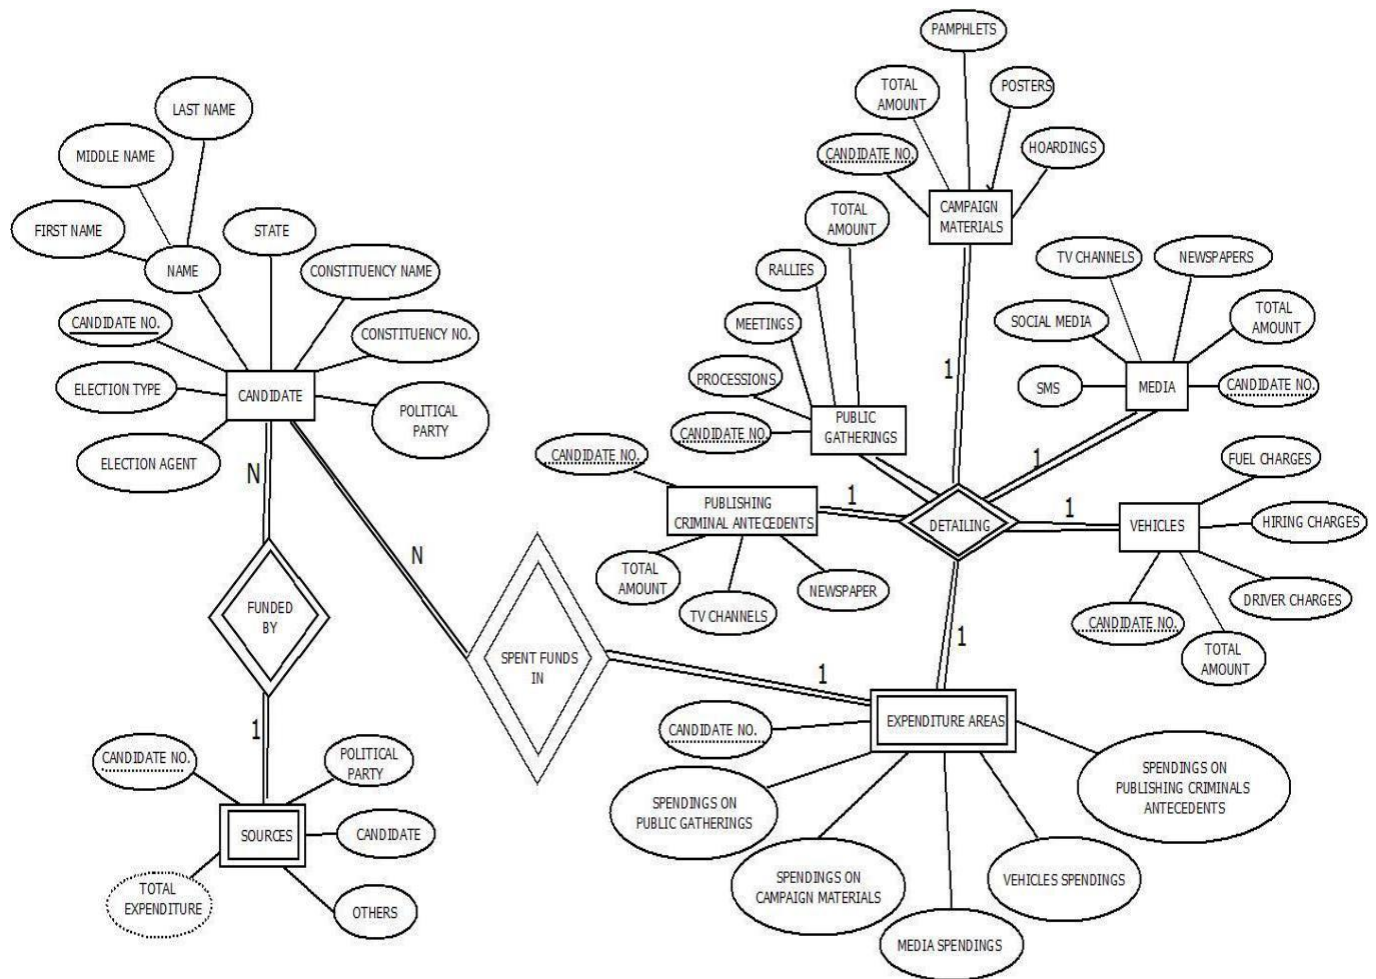 PAMPHLETS
TOTAL
AMOUNT
POSTERS
LAST NAME
MIDDLE NAME
CANDIDATE NO.
HOARDINGS
FIRST NAME
STATE
TOTAL
AMOUNT
CAMPAIGN
MATERIALS
NAME
CONSTITUENCY NAME
RALLIES
TV CHANNELS
NEWSPAPERS
CANDIDATE NO.
CONSTITUENCY NO.
MEETINGS
SOCIAL MEDIA
TOTAL
AMOUNT
ELECTION TYPE
CANDIDATE
PROCESSIONS
1
SMS
MEDIA
CANDIDATE NO.
POLITICAL
PARTY
CANDIDATE NO.
PUBLIC
GATHERINGS
ELECTION AGENT
CANDIDATE NO.
1
FUEL CHARGES
N
PUBLISHING
CRIMINAL ANTECEDENTS
1
DETAILING
1
VEHICLES
HIRING CHARGES
N
TOTAL
AMOUNT
TV CHANNELS
NEWSPAPER
DRIVER CHARGES
FUNDED
BY
CANDIDATE NO.
1
TOTAL
AMOUNT
SPENT FUNDS
IN
1
1
CANDIDATE NO.
EXPENDITURE AREAS
CANDIDATE NO.
POLITICAL
PARTY
SPENDINGS ON
PUBLIC GATHERINGS
SPENDINGS ON
PUBLISHING CRIMINALS
ANTECEDENTS
SOURCES
CANDIDATE
TOTAL
EXPENDITURE
OTHERS
SPENDINGS ON
CAMPAIGN MATERIALS
VEHICLES SPENDINGS
MEDIA SPENDINGS